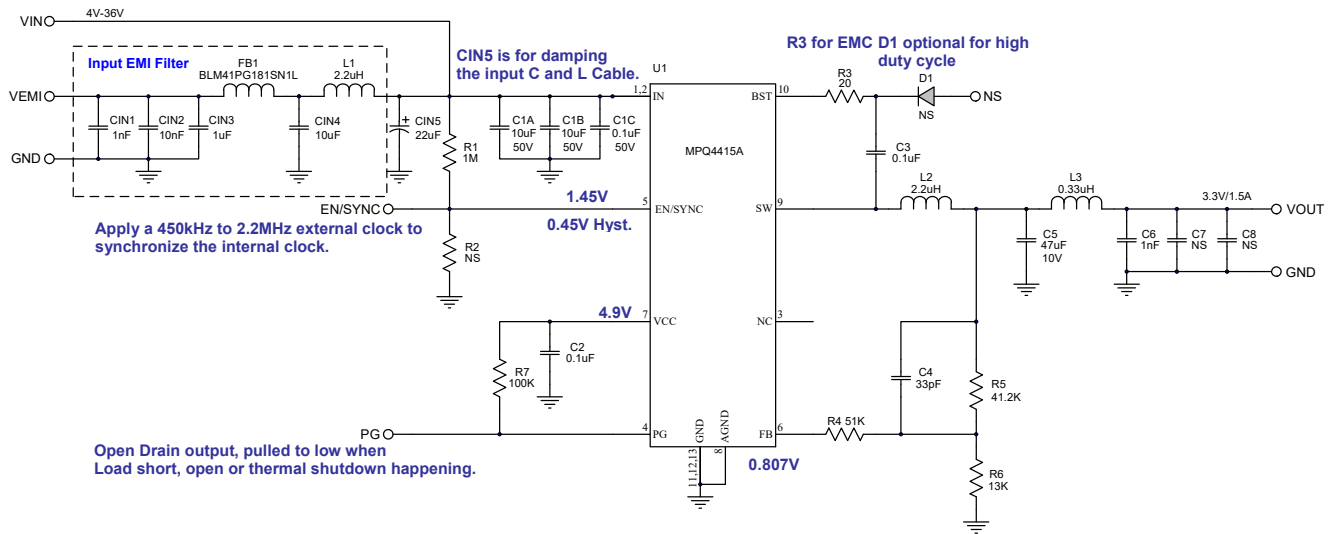 VIN
4V-36V
Input EMI Filter
FB1
BLM41PG181SN1L
L1
2.2uH
CIN5 is for damping
the input C and L Cable.
R3 for EMC D1 optional for high
duty cycle
VEMI
GND
CIN1
1nF
CIN2
10nF
CIN3
1uF
CIN4
10uF
CIN5
22uF
+
R1
1M
C1A
10uF
50V
C1B
10uF
50V
C1C
0.1uF
50V
U1
1,2
IN
BST
10
R3
20
D1
NS
NS
MPQ4415A
C3
0.1uF
EN/SYNC
1.45V
5
EN/SYNC
0.45V Hyst.
SW
9
L2
2.2uH
L3
0.33uH
3.3V/1.5A
VOUT
Apply a 450kHz to 2.2MHz external clock to
synchronize the internal clock.
R2
NS
C5
47uF
10V
C6
1nF
C7
NS
C8
NS
GND
4.9V
7
VCC
NC
3
C2
0.1uF
R7
100K
C4
33pF
R5
41.2K
PG
4
PG
GND
AGND
FB
6
R4 51K
11,12,13
8
0.807V
R6
13K
Open Drain output, pulled to low when
Load short, open or thermal shutdown happening.